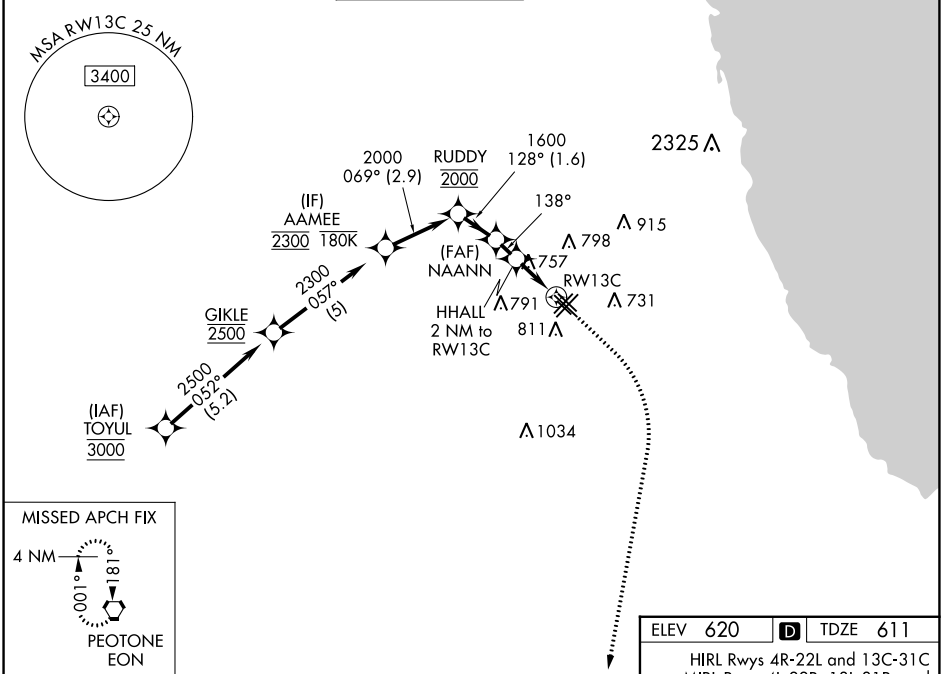 MSA RW13C 25 NM
3400
2325
1600
128° (1.6)
2000
069° (2.9)
RUDDY
2000
138°
(IF)
AAMEE
2300 180K
915
798
(FAF)
NAANN
757
RW13C
2300
057°
(5)
HHALL
2 NM to
RW13C
791
731
811
GIKLE
2500
2500
052°
(5.2)
(IAF)
TOYUL
3000
1034
MISSED APCH FIX
4 NM
001°
181°
PEOTONE
EON
ELEV 620 D TDZE 611
HIRL Rwys 4R-22L and 13C-31C